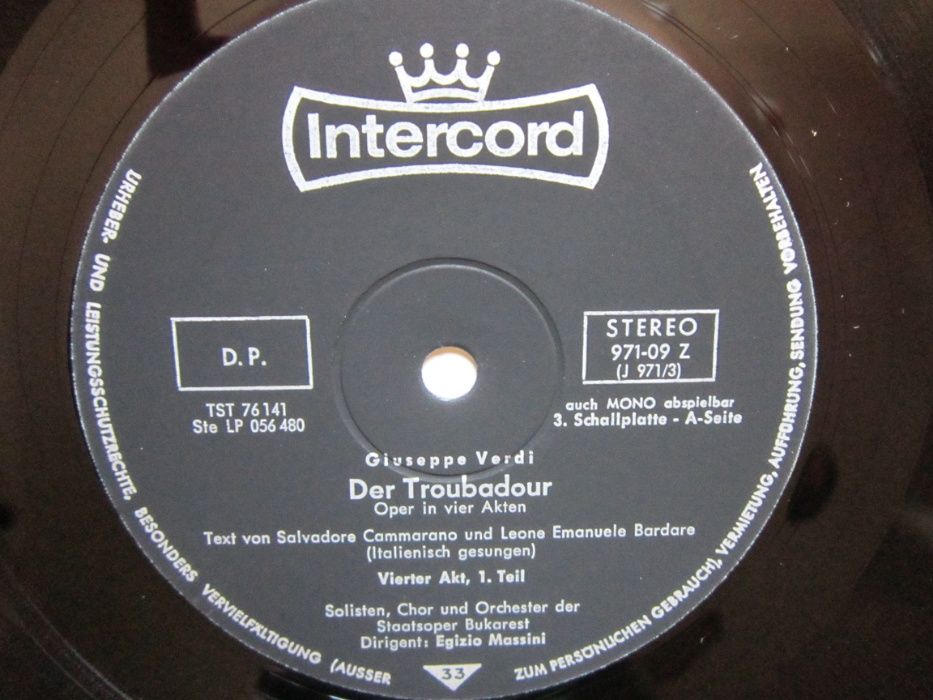 Intercord
D. P.
TST 76 141
Ste LP 056 480
STEREO
971-09 Z
(J 971/3)
auch MONO abspielbar
3. Schallplatte - A-Seite
Giuseppe Verdi
Der Troubadour
Oper in vier Akten
Text von Salvadore Cammarano und Leone Emanuele Bardare
(Italienisch gesungen)
Vierter Akt, 1. Teil
Solisten, Chor und Orchester der
Staatsoper Bukarest
Dirigent: Egizio Massini
URHEBER- UND LEISTUNGSSCHUTZRECHTE, BESONDERS VERVIELFÄLTIGUNG (AUSSER
33
ZUM PERSÖNLICHEN GEBRAUCH), VERMIETUNG, AUFFÜHRUNG, SENDUNG VORBEHALTEN